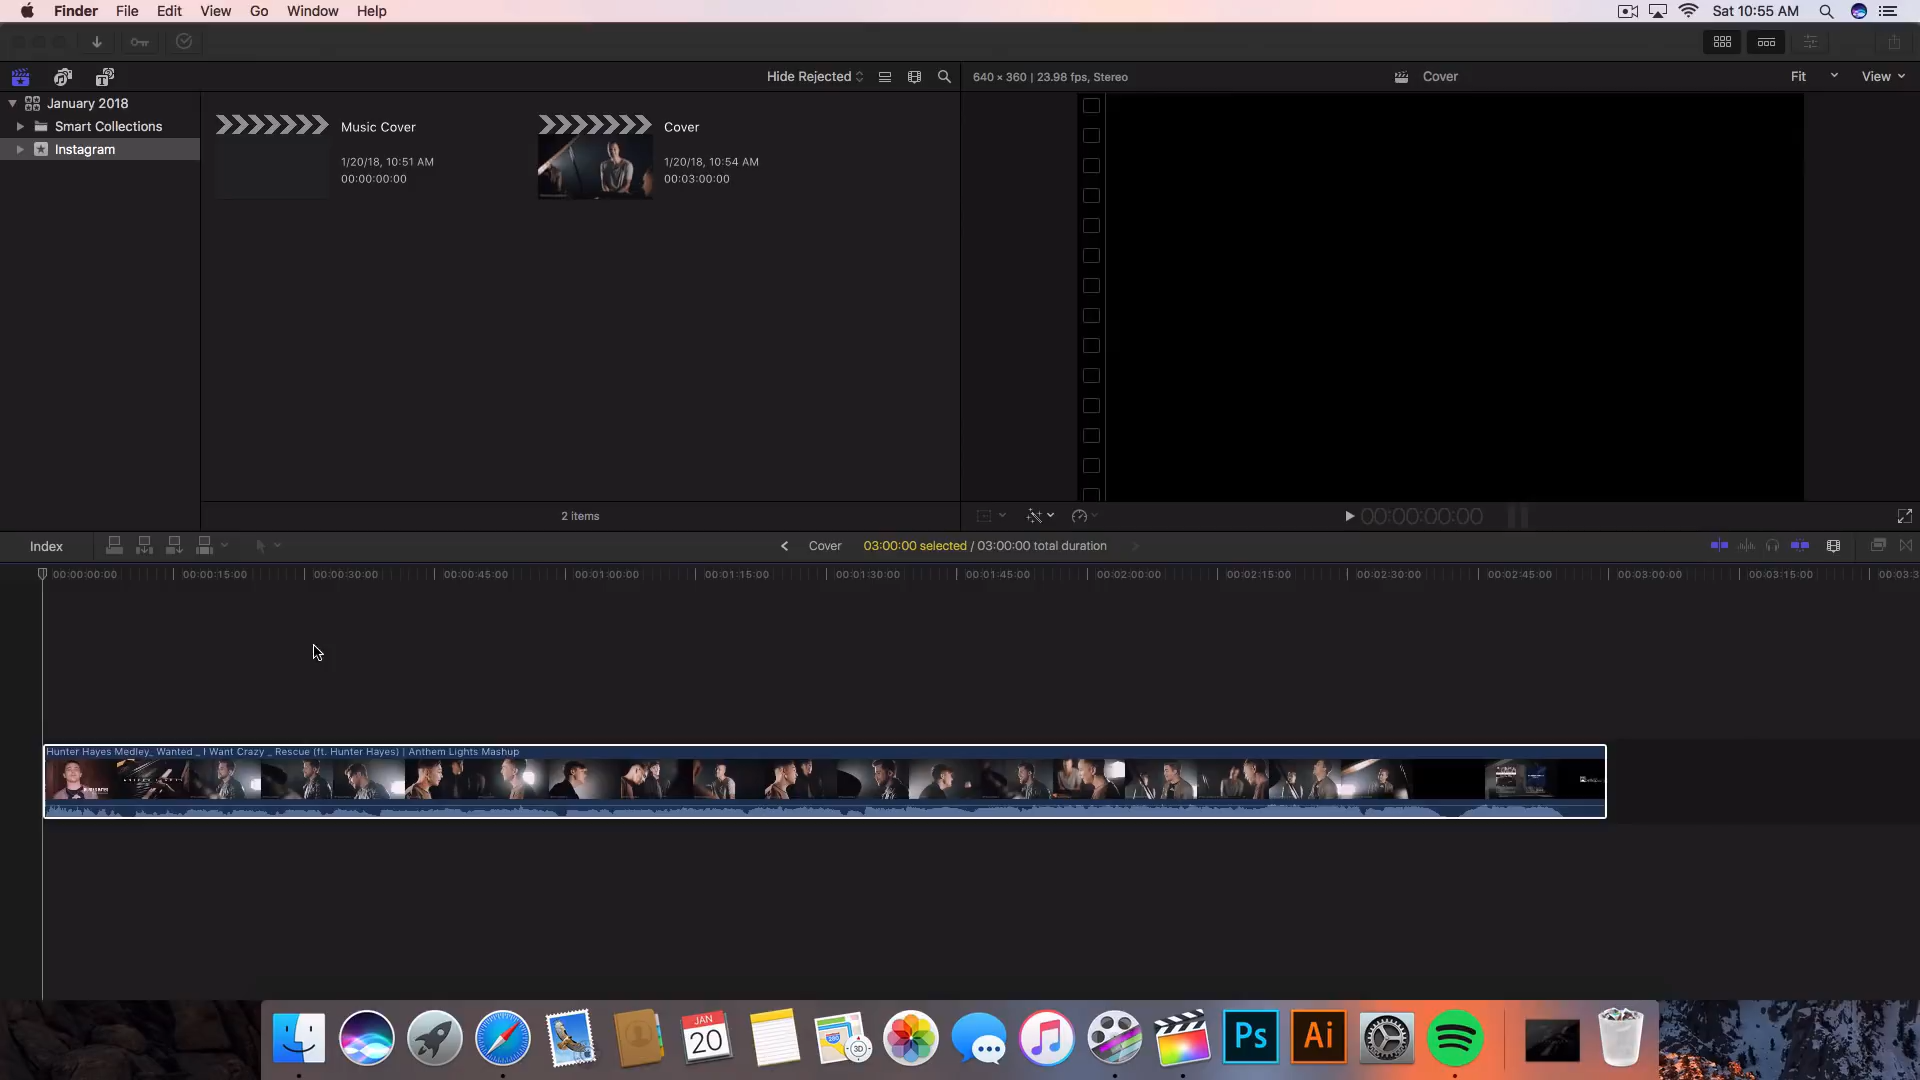 Finder File Edit View Go Window Help Sat 10:55 AM
Hide Rejected 640 × 360 | 23.98 fps, Stereo Cover Fit View
January 2018
Smart Collections
Instagram
Music Cover
1/20/18, 10:51 AM
00:00:00:00
Cover
1/20/18, 10:54 AM
00:03:00:00
2 items
00:00:00:00
Index Cover 03:00:00 selected / 03:00:00 total duration
00:00:00:00 00:00:15:00 00:00:30:00 00:00:45:00 00:01:00:00 00:01:15:00 00:01:30:00 00:01:45:00 00:02:00:00 00:02:15:00 00:02:30:00 00:02:45:00 00:03:00:00 00:03:15:00 00:03:3
Hunter Hayes Medley_ Wanted _ I Want Crazy _ Rescue (ft. Hunter Hayes) | Anthem Lights Mashup
JAN
20
280
3D
Ps
Ai